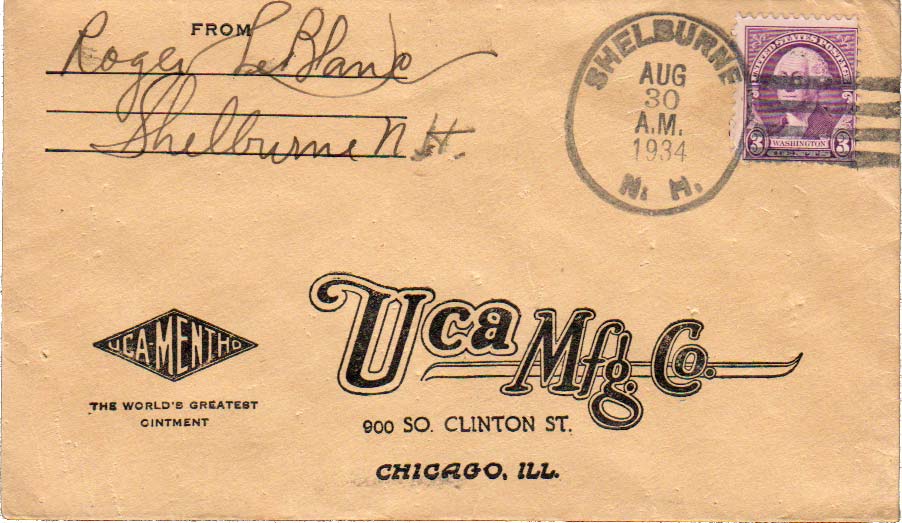 FROM
Roger LeBlanc
Shelburne N.H.
SHELBURNE
AUG
30
A.M.
1934
N. H.
UNITED STATES POSTAGE
3 WASHINGTON 3
CENTS
UCA-MENTHO
THE WORLD'S GREATEST
OINTMENT
Uca Mfg. Co.
900 SO. CLINTON ST.
CHICAGO, ILL.